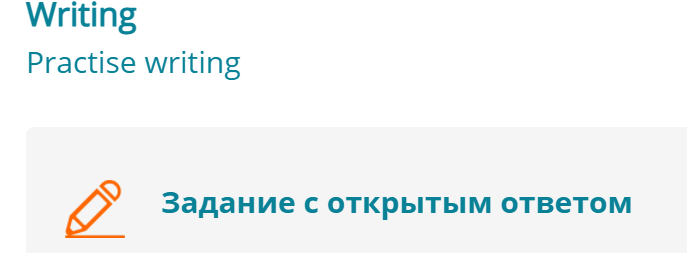 Writing
Practise writing
Задание с открытым ответом